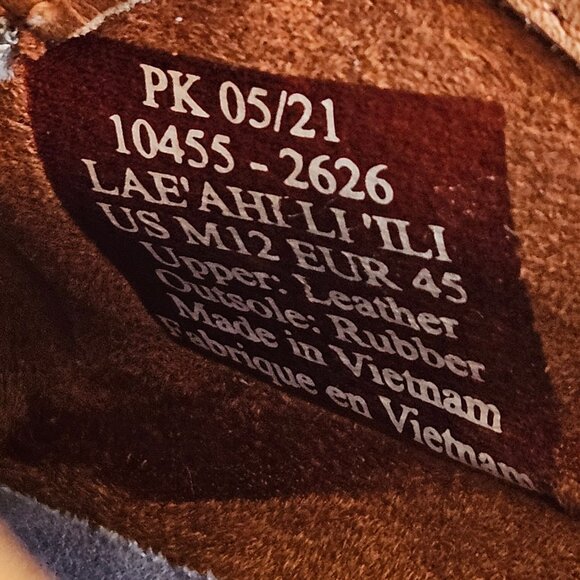 PK 05/21
10455 - 2626
LAE'AHI LI 'ILI
US M12 EUR 45
Upper: Leather
Outsole: Rubber
Made in Vietnam
Fabrique en Vietnam